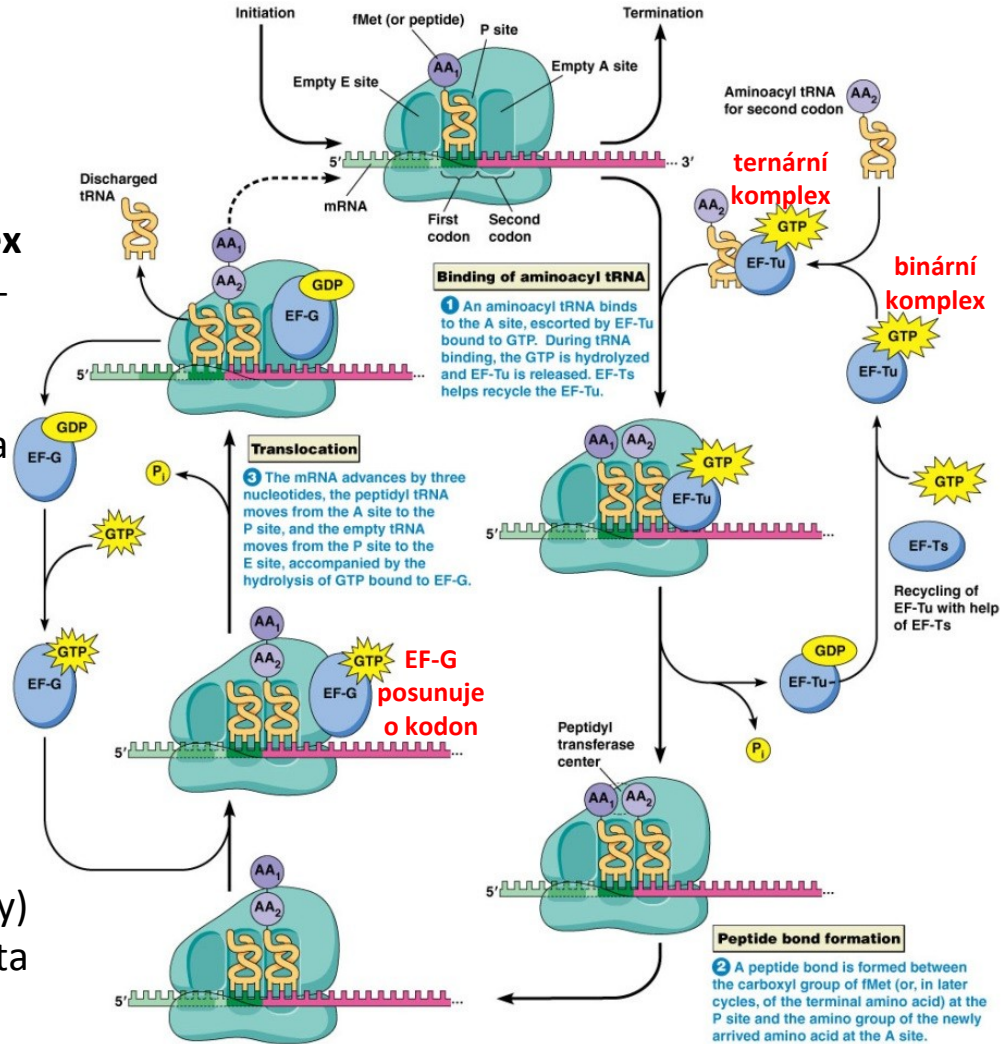 Initiation
fMet (or peptide)
P site
Termination
AA1
Empty E site
Empty A site
Aminoacyl tRNA
for second codon
AA2
5′
3′
mRNA
First
codon
Second
codon
Discharged
tRNA
ternární
komplex
AA2
GTP
EF-Tu
binární
komplex
GTP
EF-Tu
ex
AA1
AA2
GDP
EF-G
5′
Binding of aminoacyl tRNA
1 An aminoacyl tRNA binds
to the A site, escorted by EF-Tu
bound to GTP. During tRNA
binding, the GTP is hydrolyzed
and EF-Tu is released. EF-Ts
helps recycle the EF-Tu.
a
GDP
EF-G
Translocation
3 The mRNA advances by three
nucleotides, the peptidyl tRNA
moves from the A site to the
P site, and the empty tRNA
moves from the P site to the
E site, accompanied by the
hydrolysis of GTP bound to EF-G.
Pi
GTP
AA1
AA2
GTP
EF-Tu
5′
GTP
EF-Ts
Recycling of
EF-Tu with help
of EF-Ts
GTP
EF-G
AA1
AA2
GTP
EF-G
EF-G
posunuje
o kodon
5′
GDP
EF-Tu
Pi
Peptidyl
transferase
center
AA1
AA2
5′
y)
ta
AA1
AA2
5′
Peptide bond formation
2 A peptide bond is formed between
the carboxyl group of fMet (or, in later
cycles, of the terminal amino acid) at the
P site and the amino group of the newly
arrived amino acid at the A site.